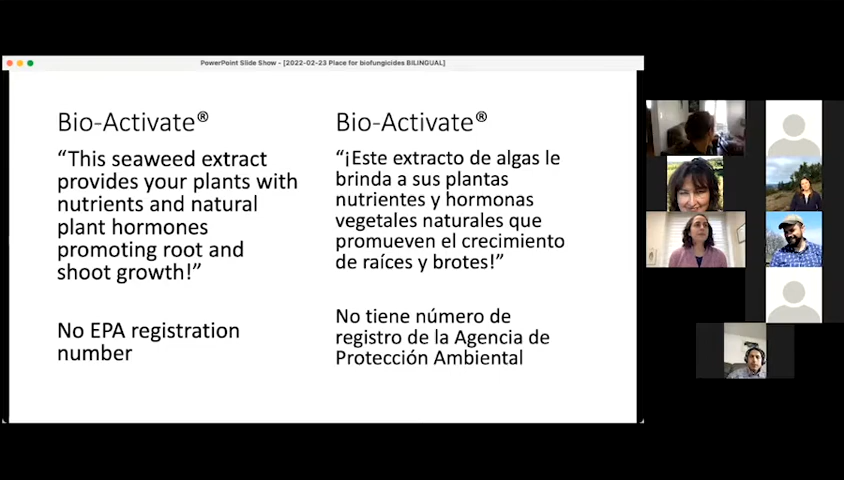 PowerPoint Slide Show - [2022-02-23 Place for biofungicides BILINGUAL]
Bio-Activate®
“This seaweed extract
provides your plants with
nutrients and natural
plant hormones
promoting root and
shoot growth!”
No EPA registration
number
Bio-Activate®
“¡Este extracto de algas le
brinda a sus plantas
nutrientes y hormonas
vegetales naturales que
promueven el crecimiento
de raíces y brotes!”
No tiene número de
registro de la Agencia de
Protección Ambiental